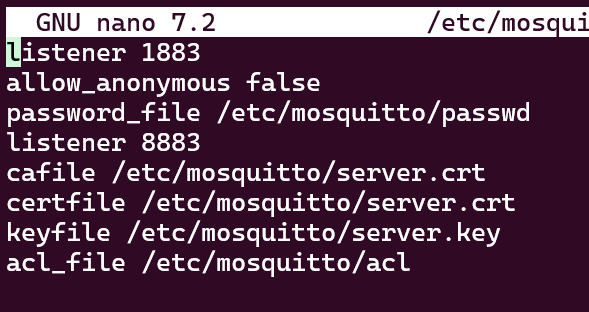 GNU nano 7.2 /etc/mosqui
listener 1883
allow_anonymous false
password_file /etc/mosquitto/passwd
listener 8883
cafile /etc/mosquitto/server.crt
certfile /etc/mosquitto/server.crt
keyfile /etc/mosquitto/server.key
acl_file /etc/mosquitto/acl